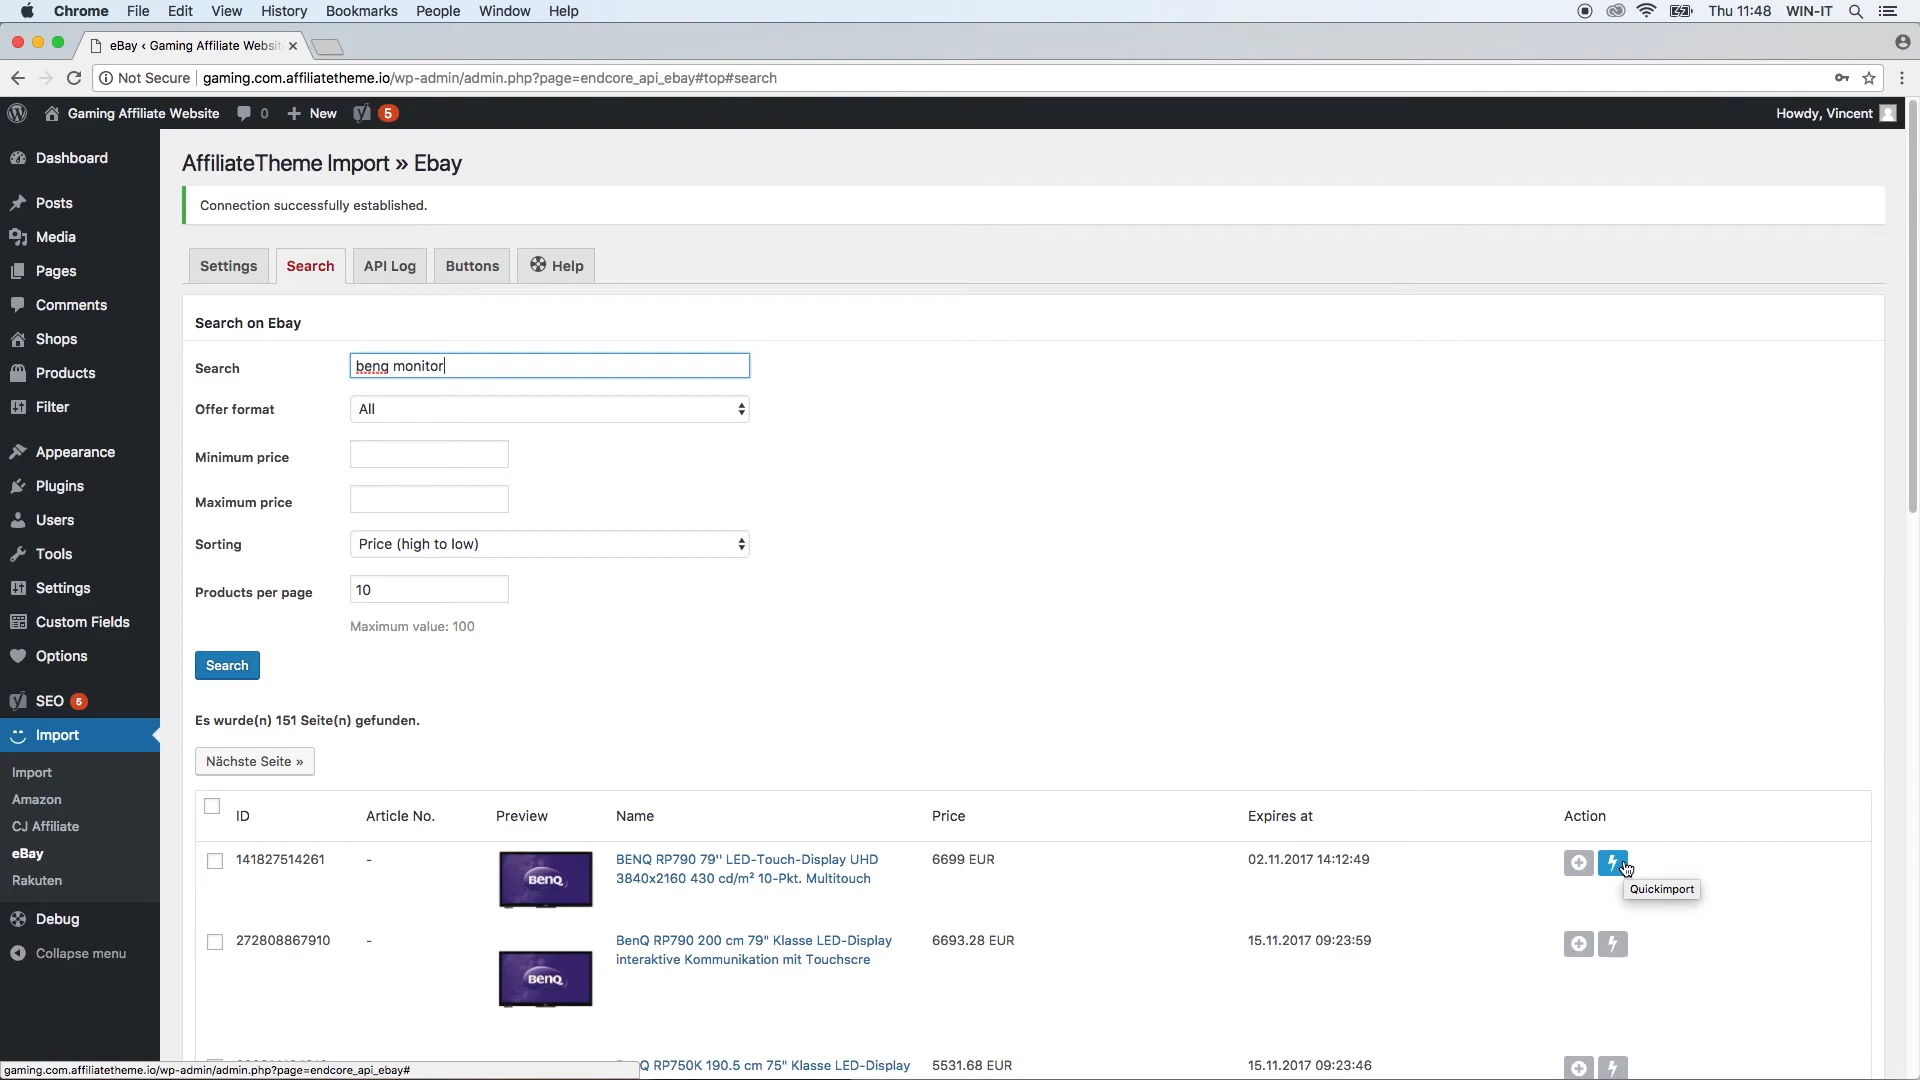 Chrome File Edit View History Bookmarks People Window Help Thu 11:48 WIN-IT
eBay ‹ Gaming Affiliate Websit
Not Secure gaming.com.affiliatetheme.io/wp-admin/admin.php?page=endcore_api_ebay#top#search
Gaming Affiliate Website 0 New 5 Howdy, Vincent
Dashboard
Posts
Media
Pages
Comments
Shops
Products
Filter
Appearance
Plugins
Users
Tools
Settings
Custom Fields
Options
SEO 5
Import
Import
Amazon
CJ Affiliate
eBay
Rakuten
Debug
Collapse menu
AffiliateTheme Import » Ebay
Connection successfully established.
Settings Search API Log Buttons Help
Search on Ebay
Search benq monitor
Offer format All
Minimum price
Maximum price
Sorting Price (high to low)
Products per page 10
Maximum value: 100
Search
Es wurde(n) 151 Seite(n) gefunden.
Nächste Seite »
ID Article No. Preview Name Price Expires at Action
141827514261 - BENQ BENQ RP790 79'' LED-Touch-Display UHD 6699 EUR 02.11.2017 14:12:49
3840x2160 430 cd/m² 10-Pkt. Multitouch
Quickimport
272808867910 - BENQ BenQ RP790 200 cm 79" Klasse LED-Display 6693.28 EUR 15.11.2017 09:23:59
interaktive Kommunikation mit Touchscre
Q RP750K 190.5 cm 75" Klasse LED-Display 5531.68 EUR 15.11.2017 09:23:46
gaming.com.affiliatetheme.io/wp-admin/admin.php?page=endcore_api_ebay#